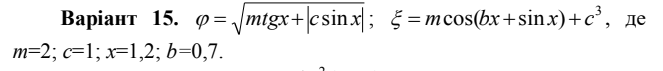 Варіант 15. φ = √(mtgx + |c sin x|); ξ = m cos(bx + sin x) + c³, де
m=2; c=1; x=1,2; b=0,7.